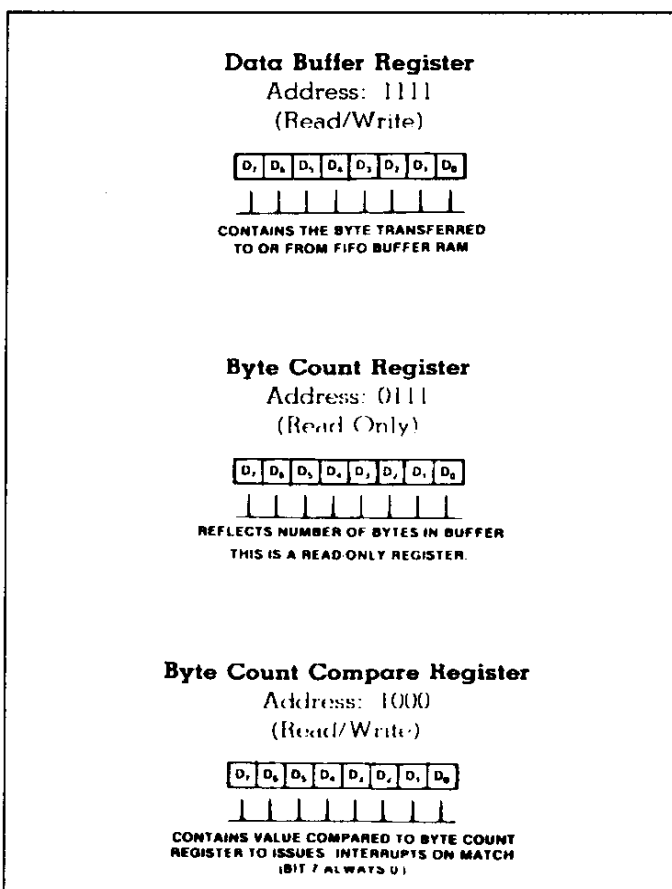 Data Buffer Register
Address: 1111
(Read/Write)
D₇ D₆ D₅ D₄ D₃ D₂ D₁ D₀
CONTAINS THE BYTE TRANSFERRED
TO OR FROM FIFO BUFFER RAM
Byte Count Register
Address: 0111
(Read Only)
D₇ D₆ D₅ D₄ D₃ D₂ D₁ D₀
REFLECTS NUMBER OF BYTES IN BUFFER
THIS IS A READ-ONLY REGISTER.
Byte Count Compare Register
Address: 1000
(Read/Write)
D₇ D₆ D₅ D₄ D₃ D₂ D₁ D₀
CONTAINS VALUE COMPARED TO BYTE COUNT
REGISTER TO ISSUES INTERRUPTS ON MATCH
(BIT 7 ALWAYS 0)